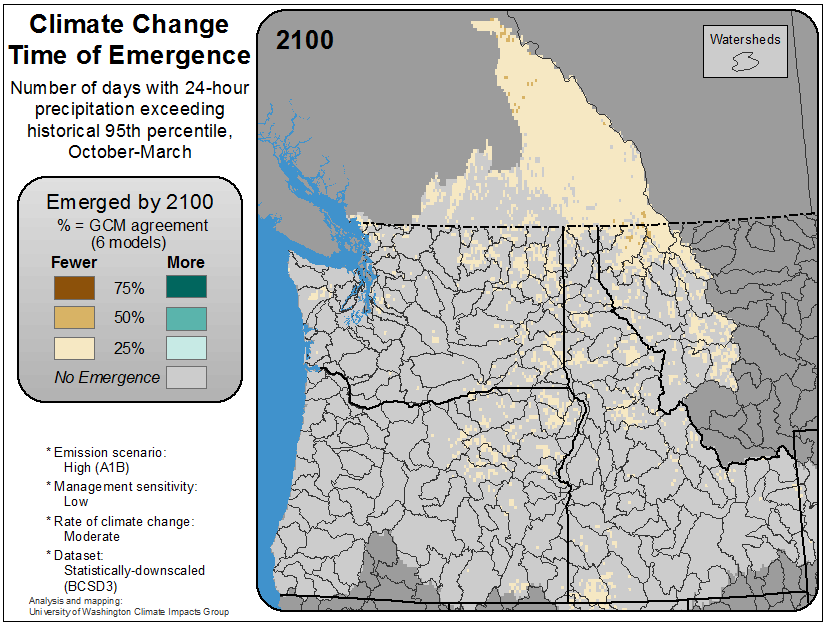 Climate Change
Time of Emergence
Number of days with 24-hour
precipitation exceeding
historical 95th percentile,
October-March
Emerged by 2100
% = GCM agreement
(6 models)
Fewer More
75%
50%
25%
No Emergence
* Emission scenario:
High (A1B)
* Management sensitivity:
Low
* Rate of climate change:
Moderate
* Dataset:
Statistically-downscaled
(BCSD3)
Analysis and mapping:
University of Washington Climate Impacts Group
2100
Watersheds